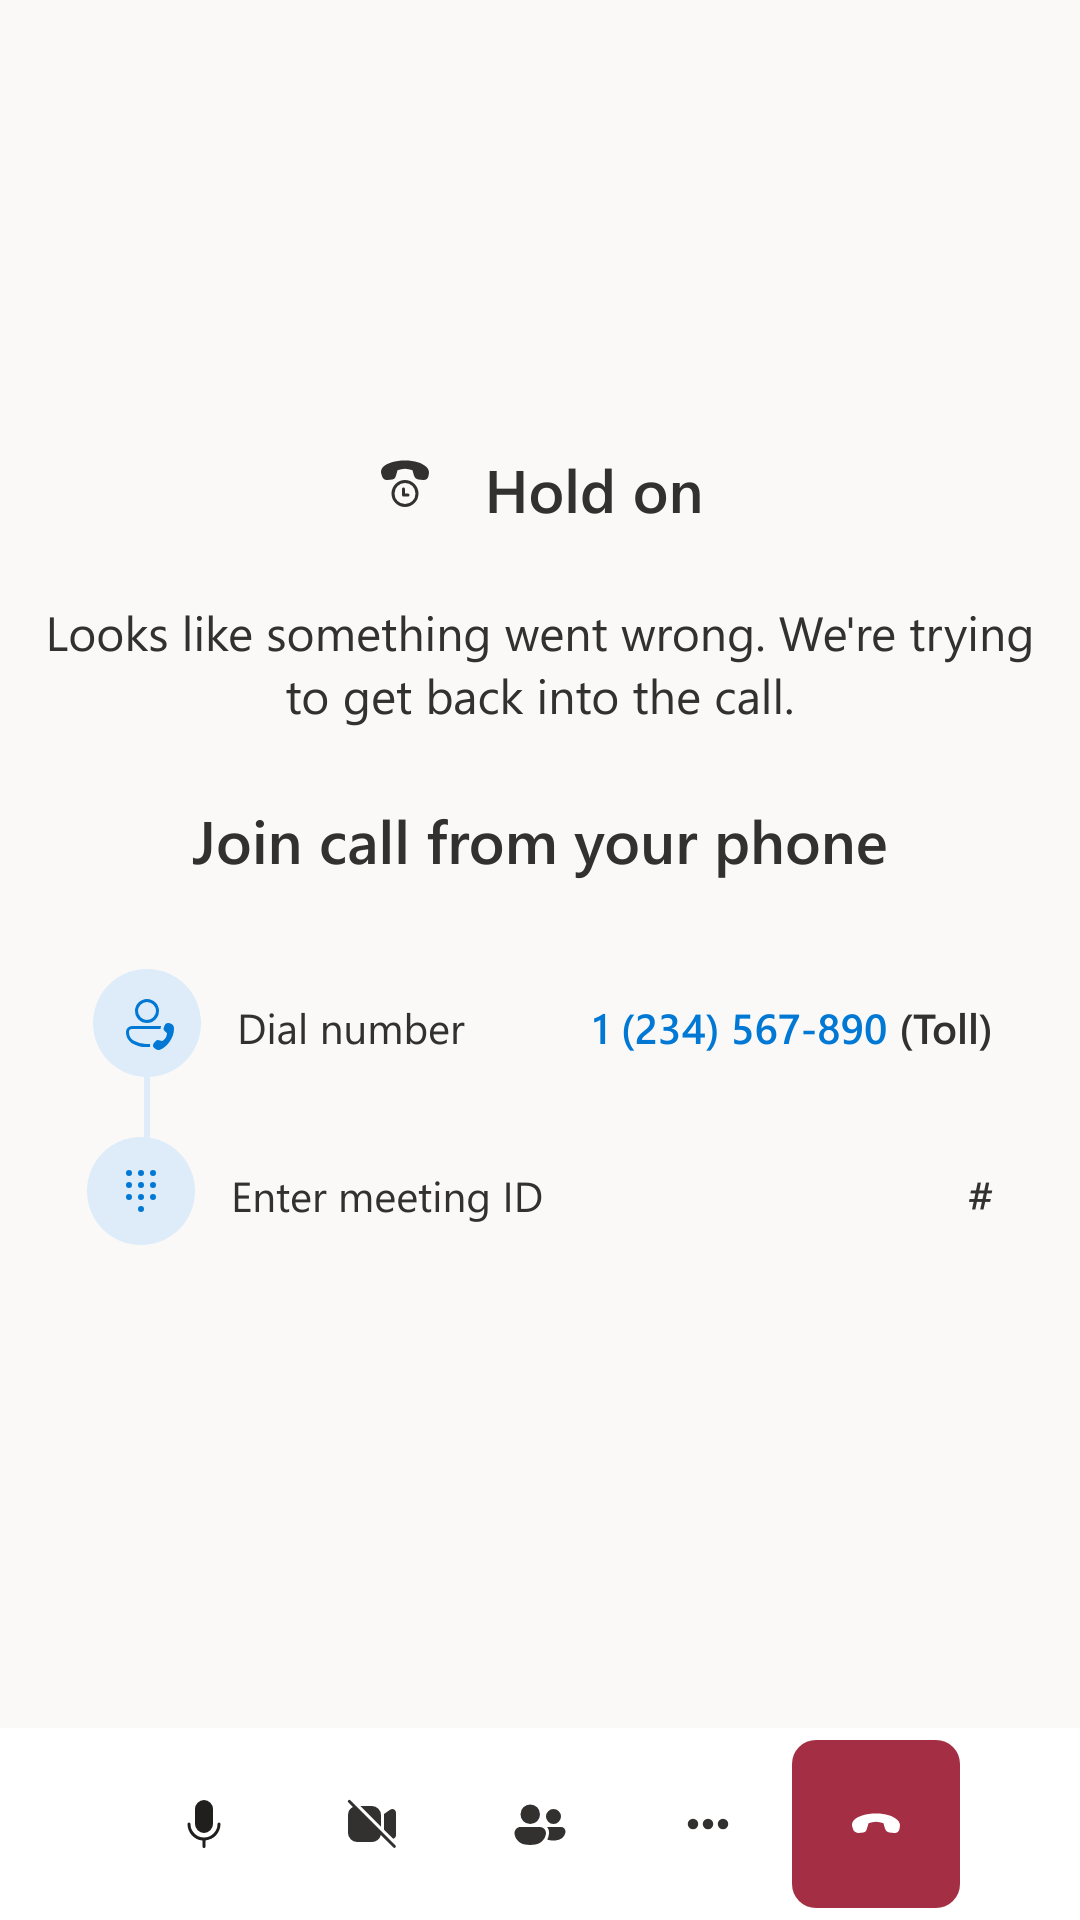 Hold on
Looks like something went wrong. We're trying
to get back into the call.
Join call from your phone
Dial number 1 (234) 567-890 (Toll)
Enter meeting ID #